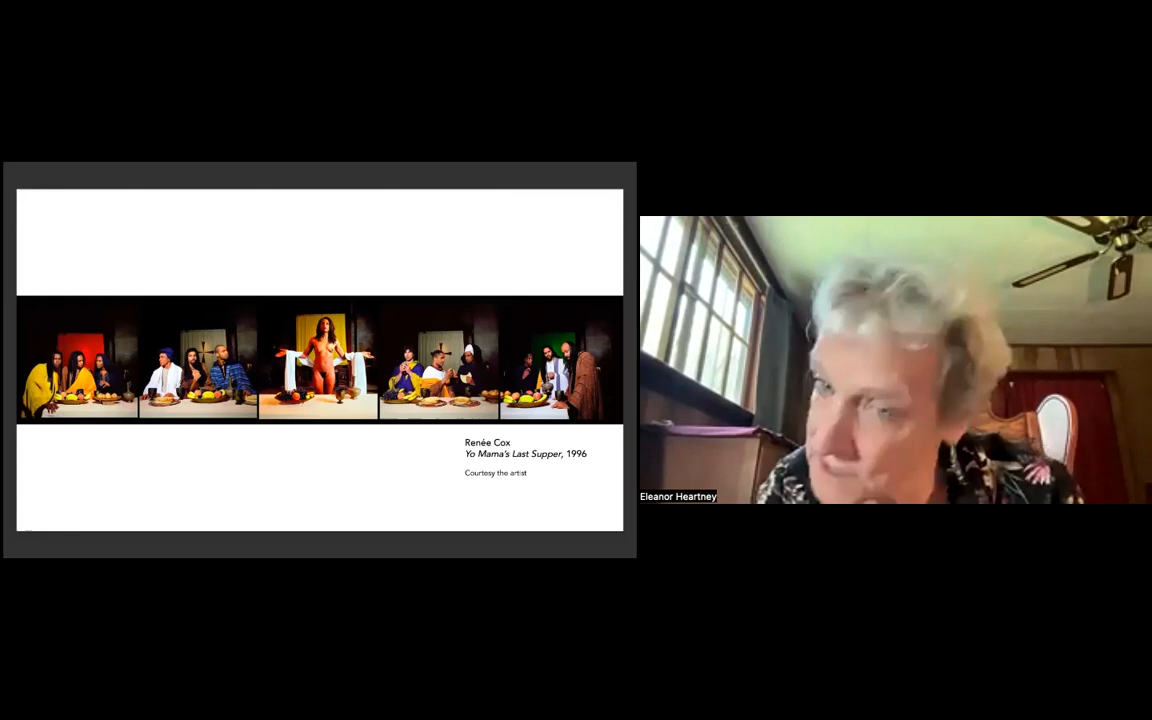 Renée Cox
Yo Mama's Last Supper, 1996
Courtesy the artist
Eleanor Heartney